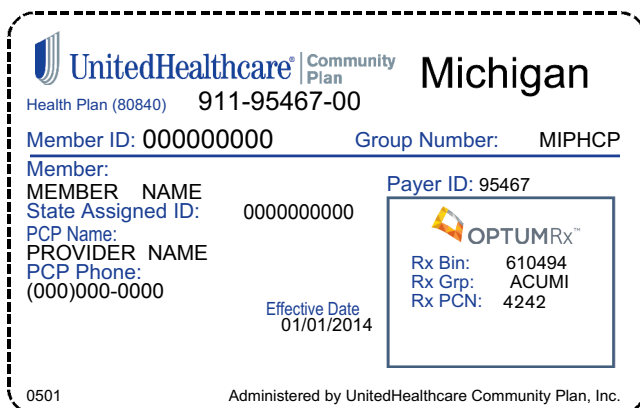 UnitedHealthcare® Community Plan
Michigan
Health Plan (80840) 911-95467-00
Member ID: 000000000 Group Number: MIPHCP
Member:
MEMBER NAME
State Assigned ID: 0000000000
PCP Name:
PROVIDER NAME
PCP Phone:
(000)000-0000
Effective Date
01/01/2014
Payer ID: 95467
OPTUMRx™
Rx Bin: 610494
Rx Grp: ACUMI
Rx PCN: 4242
0501 Administered by UnitedHealthcare Community Plan, Inc.